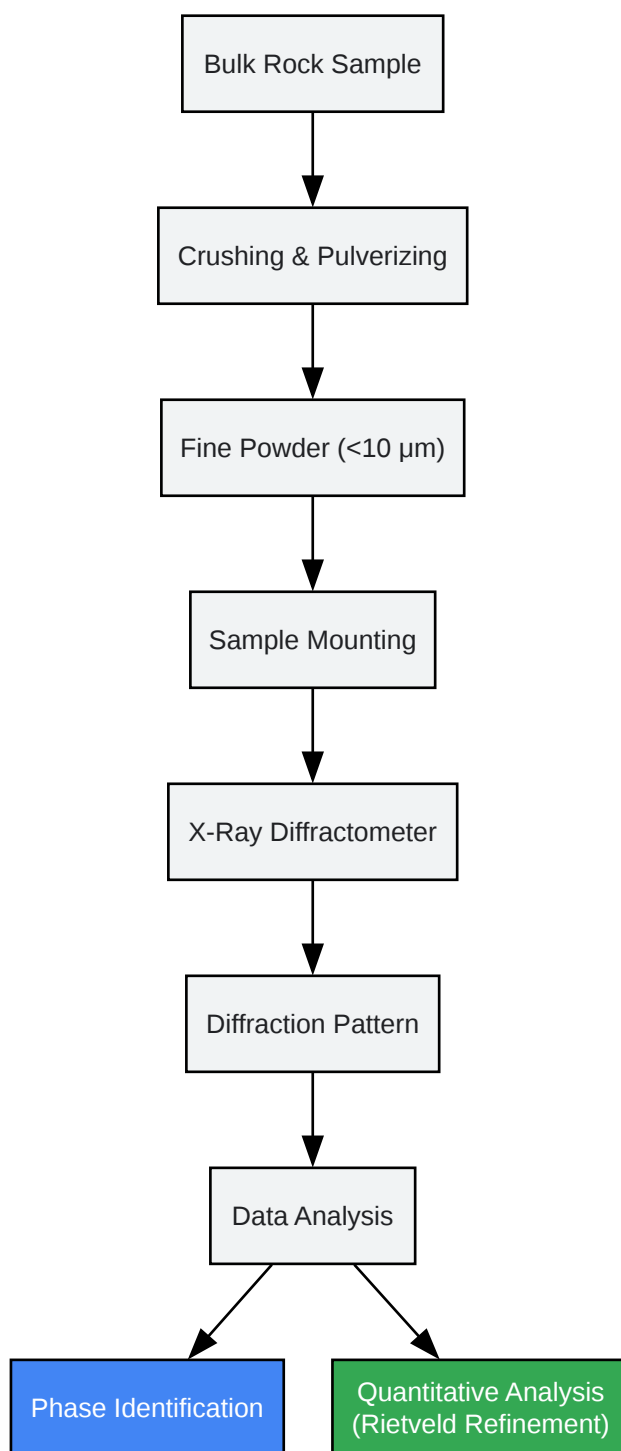 Bulk Rock Sample
Crushing & Pulverizing
Fine Powder (<10 μm)
Sample Mounting
X-Ray Diffractometer
Diffraction Pattern
Data Analysis
Phase Identification
Quantitative Analysis
(Rietveld Refinement)